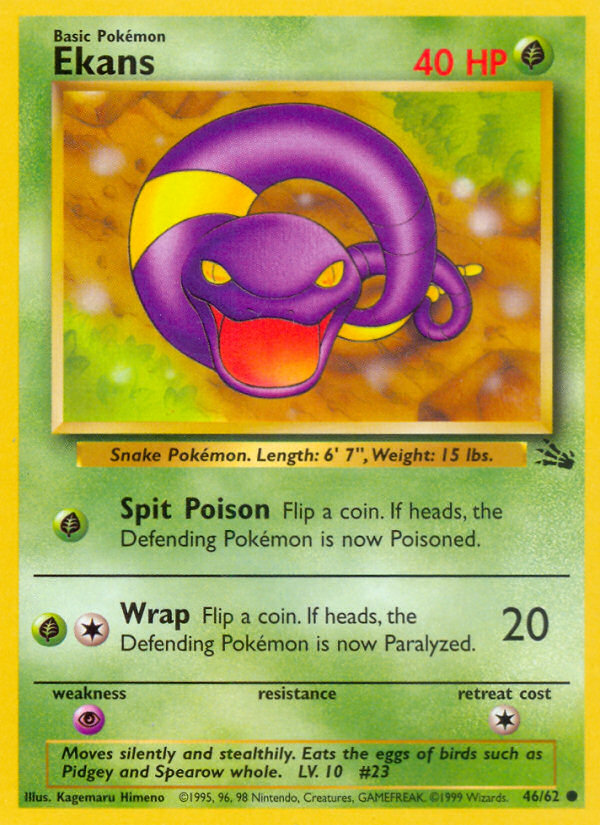 Basic Pokémon
Ekans
40 HP
Snake Pokémon. Length: 6' 7", Weight: 15 lbs.
Spit Poison Flip a coin. If heads, the
Defending Pokémon is now Poisoned.
Wrap Flip a coin. If heads, the
Defending Pokémon is now Paralyzed.
20
weakness resistance retreat cost
Moves silently and stealthily. Eats the eggs of birds such as
Pidgey and Spearow whole. LV. 10 #23
Illus. Kagemaru Himeno ©1995, 96, 98 Nintendo, Creatures, GAMEFREAK. ©1999 Wizards. 46/62